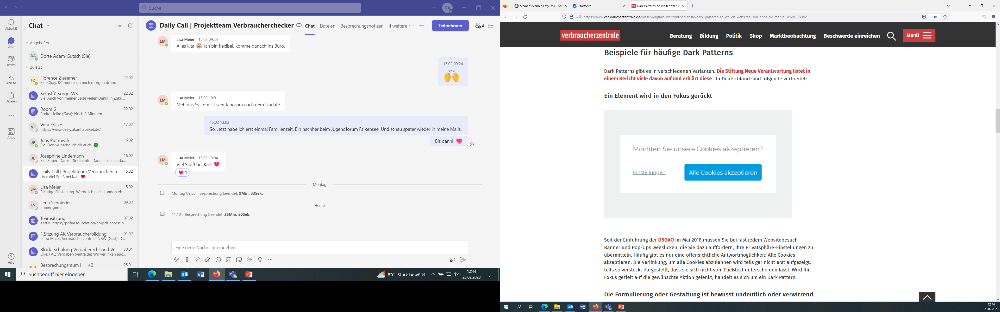 Suche
DA
Aktivität
Chat
Teams
Anrufe
Dateien
Apps
Hilfe
Chat
Angeheftet
DA Dörte Adam-Gutsch (Sie)
Zuletzt
FZ Florence Ziesemer 22.02
Sie: Okay. Kümmere ich mich morgen drum.
Selbstfürsorge-WS 22.02
Sie: Auch von meiner Seite vielen Dank! In Zuku...
Room 6 22.02
Breite Heike (Gast): Noch 2 Minuten
VF Vera Fricke 17.02
https://www.das-zukunftspaket.de/
JP Jens Pietrowski 16.02
Sie: Den wünsche ich dir auch.
JL Josephine Lindemann 16.02
Sie: Super! Danke für die Info. Dann stelle ich da...
Daily Call | Projektteam Verbraucherch... 15.02
Lisa: Viel Spaß bei Karls
LM Lisa Meier 15.02
Richtige Einstellung. Werde ich nach London eb...
LS Lena Schnieder 09.02
Immer gern!
Teamsitzung 07.02
Katrin: https://pdfua.foundation/en/pdf-accessib...
1.Sitzung AK Verbraucherbildung 01.02
Petra Maier, Verbraucherzentrale NRW (Gast): D...
Block: Schulung Vergaberecht und Ver... 30.01
Eike: FAQ Vergaben (vintra.de) Wir verlinken auc...
Besprechungsraum I ..., +2 25.01
Daily Call | Projektteam Verbraucherchecker Chat Dateien Besprechungsnotizen 4 weitere Teilnehmen 4
LM Lisa Meier 15.02 09:24
Alles klar Ich bin flexibel, komme danach ins Büro.
15.02 09:24
LM Lisa Meier 15.02 10:01
Meh das System ist sehr langsam nach dem Update
15.02 13:03
So. Jetzt habe ich erst einmal Familienzeit. Bin nachher beim Jugendforum Falkensee. Und schau später wieder in meine Mails.
Bis danni!
LM Lisa Meier 15.02 13:04
Viel Spaß bei Karls
1
Montag
Montag 09:56 Besprechung beendet: 9Min. 33Sek.
Heute
11:10 Besprechung beendet: 25Min. 50Sek.
Eine neue Nachricht eingeben
GIF
Suchbegriff hier eingeben
8°C Stark bewölkt
12:44
23.02.2023
Siemens Siemens MyTMA - Sta
Startseite
VZ Dark Patterns: So wollen Websit
https://www.verbraucherzentrale.de/wissen/digitale-welt/onlinedienste/dark-patterns-so-wollen-websites-und-apps-sie-manipulieren-58082
120%
verbraucherzentrale
Beratung Bildung Politik Shop Marktbeobachtung Beschwerde einreichen Menü
Beispiele für häufige Dark Patterns
Dark Patterns gibt es in verschiedenen Varianten. Die Stiftung Neue Verantwortung listet in
einem Bericht viele davon auf und erklärt diese . In Deutschland sind folgende verbreitet:
Ein Element wird in den Fokus gerückt
Möchten Sie unsere Cookies akzeptieren?
Einstellungen Alle Cookies akzeptieren
Seit der Einführung der DSGVO im Mai 2018 müssen Sie bei fast jedem Websitebesuch
Banner und Pop-Ups wegklicken, die Sie dazu auffordern, Ihre Privatsphäre-Einstellungen zu
übermitteln. Häufig gibt es nur eine offensichtliche Antwortmöglichkeit: Alle Cookies
akzeptieren. Die Verlinkung, um alle Cookies abzulehnen wird teils gar nicht erst aufgezeigt,
teils so versteckt dargestellt, dass sie sich nicht vom Fließtext unterscheiden lässt. Wird Ihr
Fokus gezielt auf die gewünschte Aktion gelenkt, handelt es sich um ein Dark Pattern.
Die Formulierung oder Gestaltung ist bewusst undeutlich oder verwirrend
12:44
23.02.2023